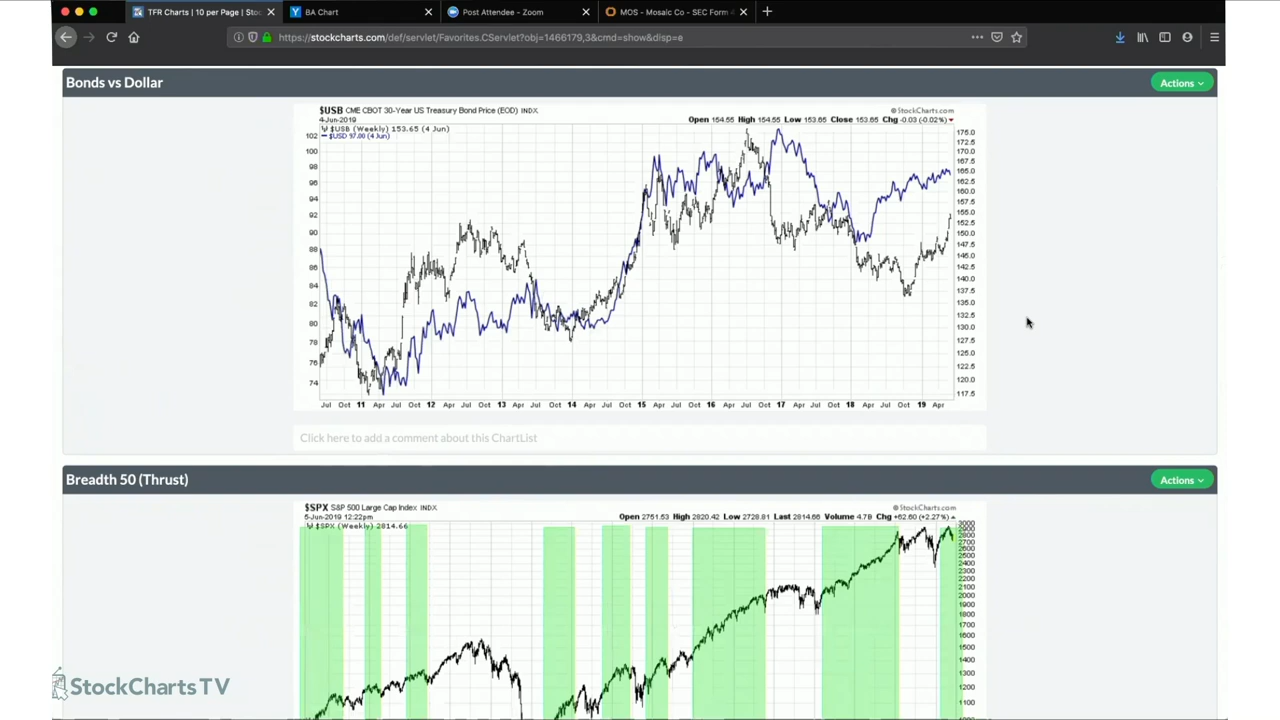 TFR Charts | 10 per Page | Stoc
BA Chart
Post Attendee - Zoom
MOS - Mosaic Co - SEC Form 4
https://stockcharts.com/def/servlet/Favorites.CServlet?obj=1466179,3&cmd=show&disp=e
Bonds vs Dollar
Actions
$USB CME CBOT 30-Year US Treasury Bond Price (EOD) INDX
© StockCharts.com
4-Jun-2019
Open 154.55 High 154.55 Low 153.65 Close 153.65 Chg -0.03 (-0.02%)
$USB (Weekly) 153.65 (4 Jun)
$USD 97.00 (4 Jun)
102
100
98
96
94
92
90
88
86
84
82
80
78
76
74
175.0
172.5
170.0
167.5
165.0
162.5
160.0
157.5
155.0
152.5
150.0
147.5
145.0
142.5
140.0
137.5
135.0
132.5
130.0
127.5
125.0
122.5
120.0
117.5
Jul Oct 11 Apr Jul Oct 12 Apr Jul Oct 13 Apr Jul Oct 14 Apr Jul Oct 15 Apr Jul Oct 16 Apr Jul Oct 17 Apr Jul Oct 18 Apr Jul Oct 19 Apr
Click here to add a comment about this ChartList
Breadth 50 (Thrust)
Actions
$SPX S&P 500 Large Cap Index INDX
© StockCharts.com
5-Jun-2019 12:22pm
Open 2751.53 High 2820.42 Low 2728.81 Last 2814.66 Volume 4.7B Chg +62.60 (+2.27%)
$SPX (Weekly) 2814.66
3000
2900
2800
2700
2600
2500
2400
2300
2200
2100
2000
1900
1800
1700
1600
1500
1400
1300
1200
1100
StockCharts TV